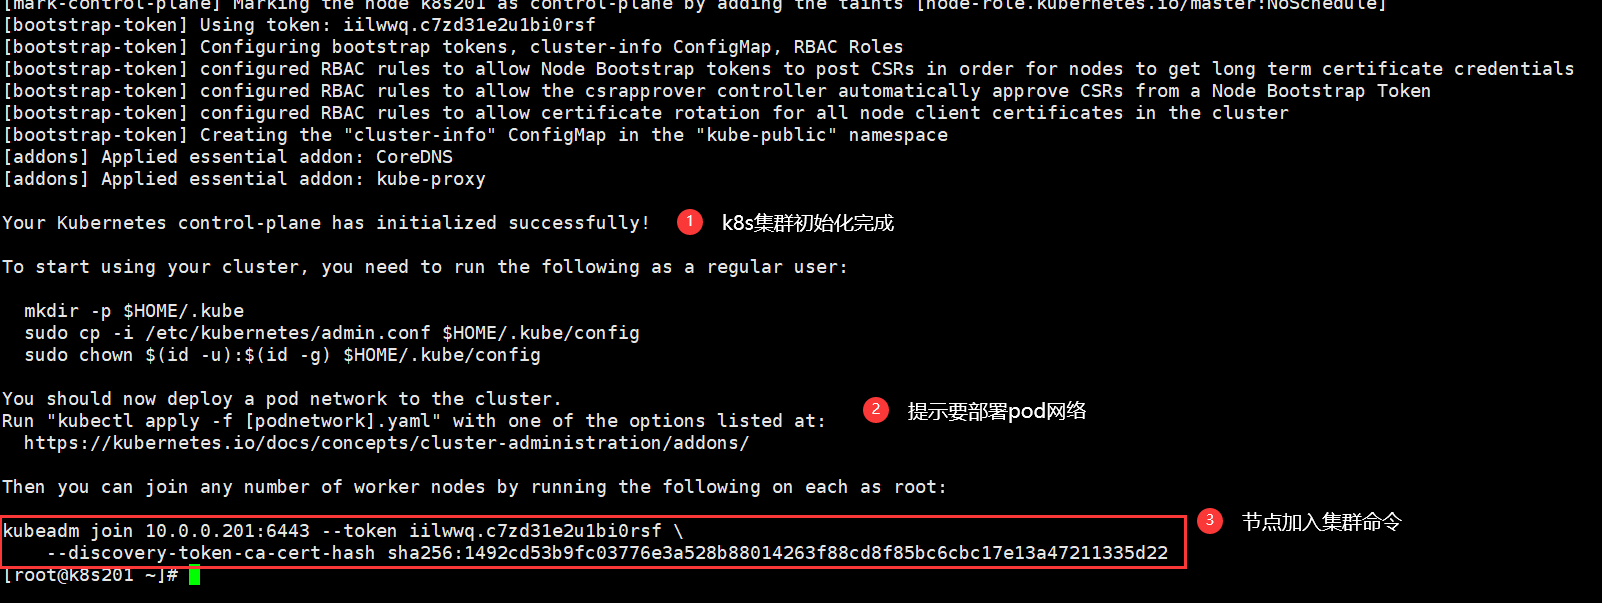 [mark-control-plane] Marking the node k8s201 as control-plane by adding the taints [node-role.kubernetes.io/master:NoSchedule]
[bootstrap-token] Using token: iilwwq.c7zd31e2u1bi0rsf
[bootstrap-token] Configuring bootstrap tokens, cluster-info ConfigMap, RBAC Roles
[bootstrap-token] configured RBAC rules to allow Node Bootstrap tokens to post CSRs in order for nodes to get long term certificate credentials
[bootstrap-token] configured RBAC rules to allow the csrapprover controller automatically approve CSRs from a Node Bootstrap Token
[bootstrap-token] configured RBAC rules to allow certificate rotation for all node client certificates in the cluster
[bootstrap-token] Creating the "cluster-info" ConfigMap in the "kube-public" namespace
[addons] Applied essential addon: CoreDNS
[addons] Applied essential addon: kube-proxy
Your Kubernetes control-plane has initialized successfully! 1 k8s集群初始化完成
To start using your cluster, you need to run the following as a regular user:
mkdir -p $HOME/.kube
sudo cp -i /etc/kubernetes/admin.conf $HOME/.kube/config
sudo chown $(id -u):$(id -g) $HOME/.kube/config
You should now deploy a pod network to the cluster.
2 提示要部署pod网络
Run "kubectl apply -f [podnetwork].yaml" with one of the options listed at:
https://kubernetes.io/docs/concepts/cluster-administration/addons/
Then you can join any number of worker nodes by running the following on each as root:
3 节点加入集群命令
kubeadm join 10.0.0.201:6443 --token iilwwq.c7zd31e2u1bi0rsf \
--discovery-token-ca-cert-hash sha256:1492cd53b9fc03776e3a528b88014263f88cd8f85bc6cbc17e13a47211335d22
[root@k8s201 ~]#